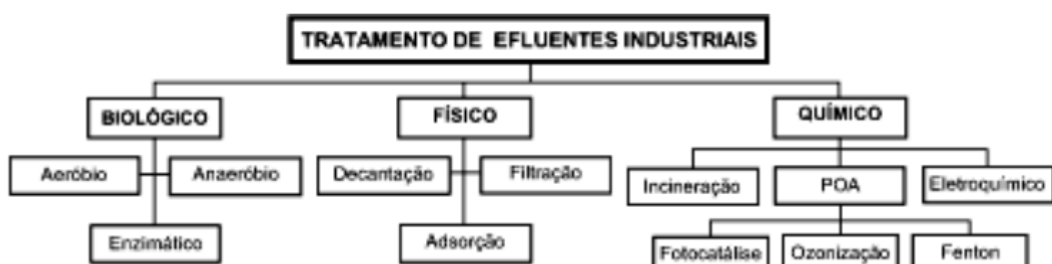 TRATAMENTO DE EFLUENTES INDUSTRIAIS
BIOLÓGICO
FÍSICO
QUÍMICO
Aeróbio
Anaeróbio
Decantação
Filtração
Incineração
POA
Eletroquímico
Enzimático
Adsorção
Fotocatálise
Ozonização
Fenton